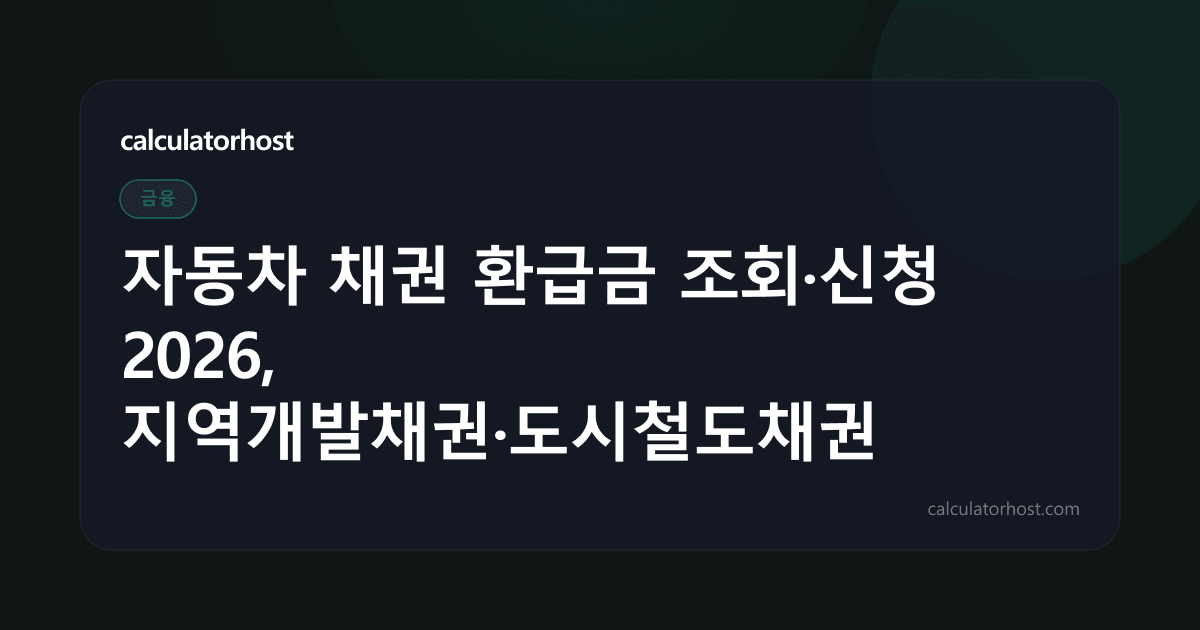 calculatorhost
금융
자동차 채권 환급금 조회·신청
2026,
지역개발채권·도시철도채권
calculatorhost.com